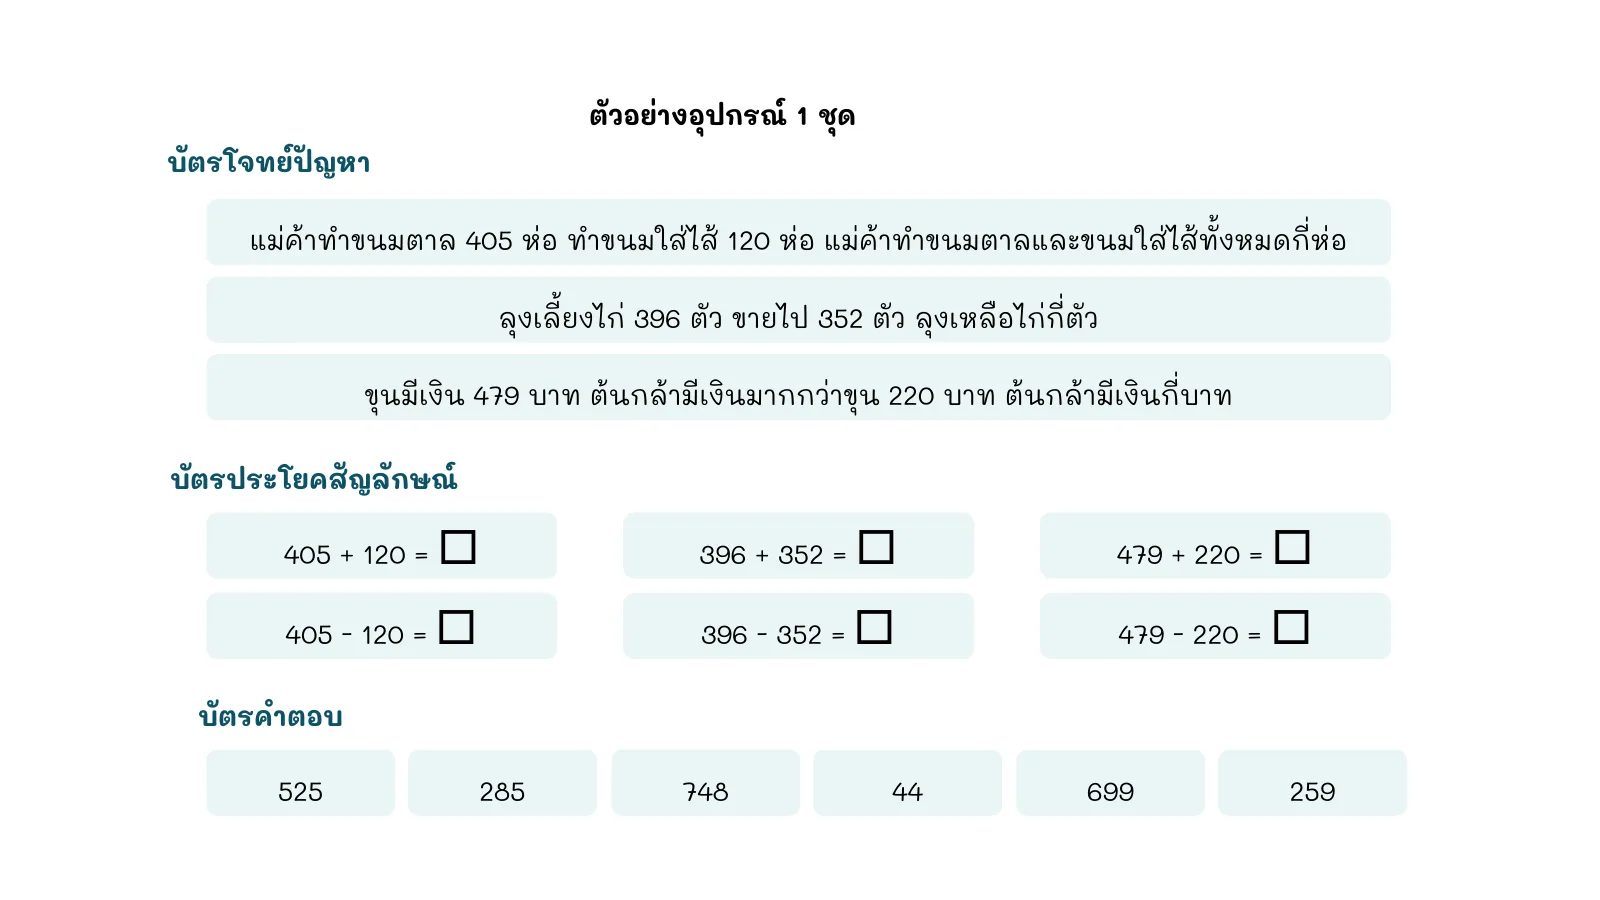 ตัวอย่างอุปกรณ์ 1 ชุด
บัตรโจทย์ปัญหา
แม่ค้าทำขนมตาล 405 ห่อ ทำขนมใส่ไส้ 120 ห่อ แม่ค้าทำขนมตาลและขนมใส่ไส้ทั้งหมดกี่ห่อ
ลุงเลี้ยงไก่ 396 ตัว ขายไป 352 ตัว ลุงเหลือไก่กี่ตัว
ขุนมีเงิน 479 บาท ต้นกล้ามีเงินมากกว่าขุน 220 บาท ต้นกล้ามีเงินกี่บาท
บัตรประโยคสัญลักษณ์
405 + 120 = □ 396 + 352 = □ 479 + 220 = □
405 - 120 = □ 396 - 352 = □ 479 - 220 = □
บัตรคำตอบ
525 285 748 44 699 259